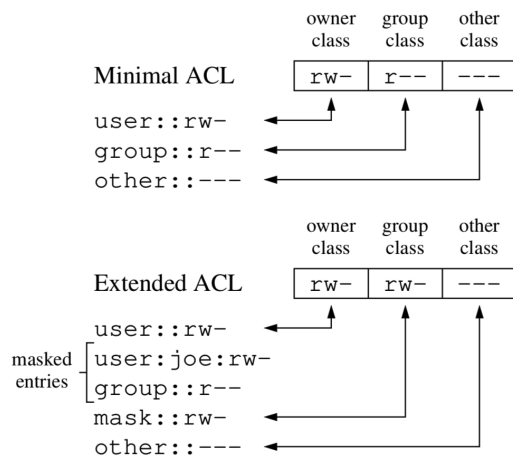 owner group other
class class class
Minimal ACL rw- r-- ---
user::rw-
group::r--
other::---
owner group other
class class class
Extended ACL rw- rw- ---
user::rw-
masked user:joe:rw-
entries group::r--
mask::rw-
other::---